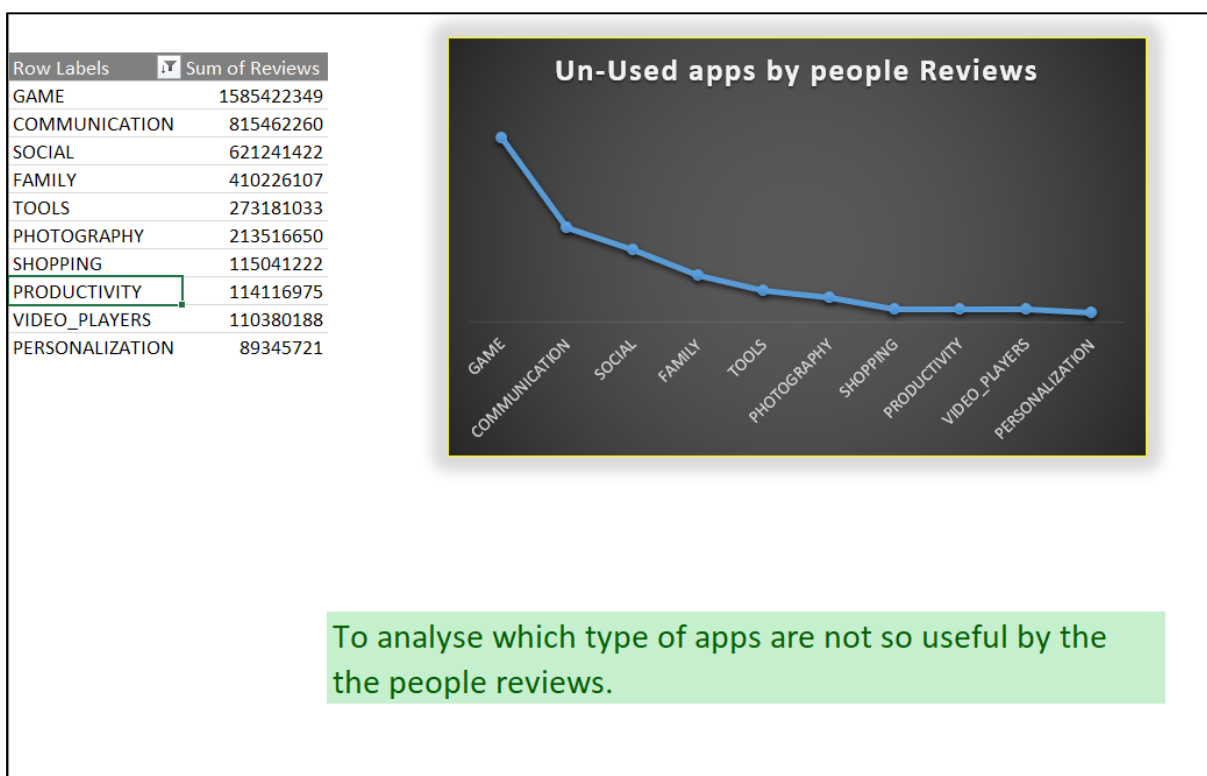 Row Labels Sum of Reviews
GAME 1585422349
COMMUNICATION 815462260
SOCIAL 621241422
FAMILY 410226107
TOOLS 273181033
PHOTOGRAPHY 213516650
SHOPPING 115041222
PRODUCTIVITY 114116975
VIDEO_PLAYERS 110380188
PERSONALIZATION 89345721
Un-Used apps by people Reviews
GAME
COMMUNICATION
SOCIAL
FAMILY
TOOLS
PHOTOGRAPHY
SHOPPING
PRODUCTIVITY
VIDEO_PLAYERS
PERSONALIZATION
To analyse which type of apps are not so useful by the
the people reviews.